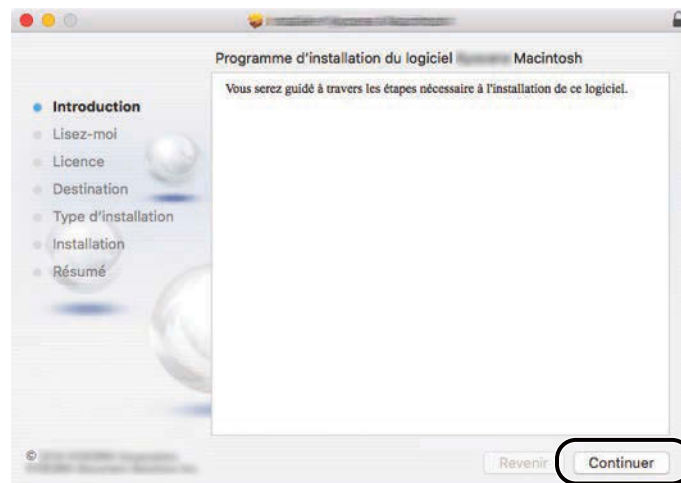 Programme d'installation du logiciel Macintosh
Introduction
Lisez-moi
Licence
Destination
Type d'installation
Installation
Résumé
Vous serez guidé à travers les étapes nécessaire à l'installation de ce logiciel.
©
Revenir
Continuer